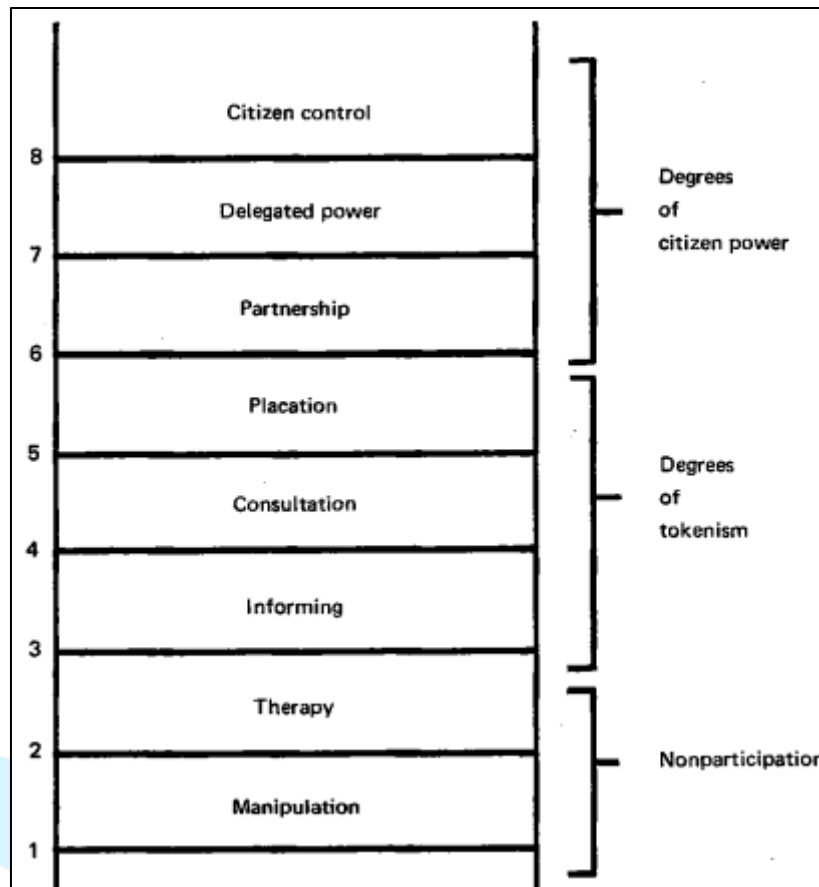 Citizen control
8
Delegated power
7
Partnership
6
Placation
5
Consultation
4
Informing
3
Therapy
2
Manipulation
1
Degrees
of
citizen power
Degrees
of
tokenism
Nonparticipation